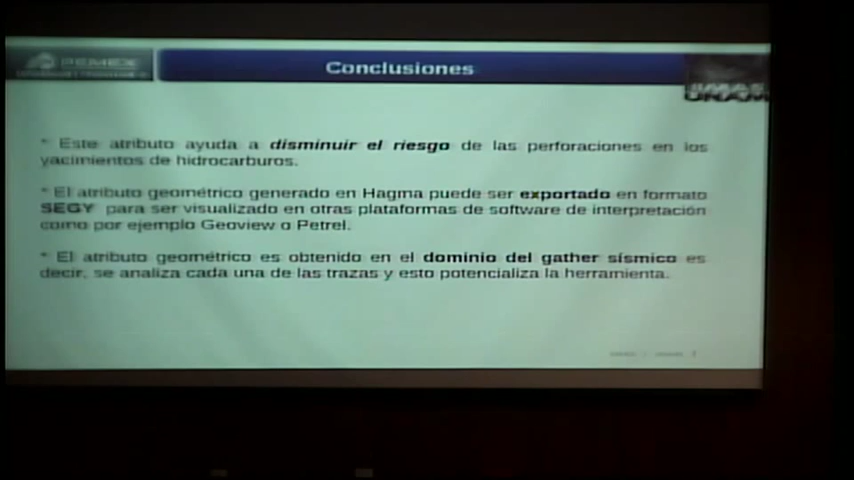 PEMEX
Conclusiones
UNAM
* Este atributo ayuda a disminuir el riesgo de las perforaciones en los
yacimientos de hidrocarburos.
* El atributo geométrico generado en Hagma puede ser exportado en formato
SEGY para ser visualizado en otras plataformas de software de interpretación
como por ejemplo Geoview o Petrel.
* El atributo geométrico es obtenido en el dominio del gather sísmico es
decir, se analiza cada una de las trazas y esto potencializa la herramienta.